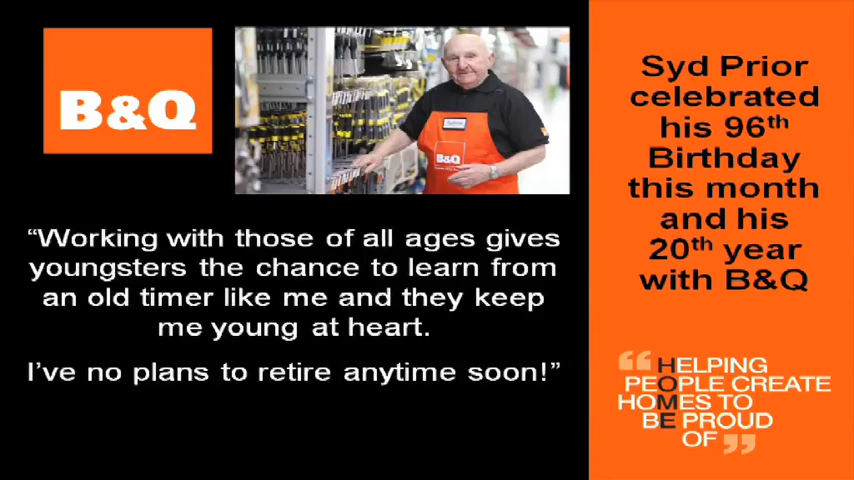 B&Q
B&Q
“Working with those of all ages gives
youngsters the chance to learn from
an old timer like me and they keep
me young at heart.
I’ve no plans to retire anytime soon!”
Syd Prior
celebrated
his 96th
Birthday
this month
and his
20th year
with B&Q
“HELPING
PEOPLE CREATE
HOMES TO
BE PROUD
OF”